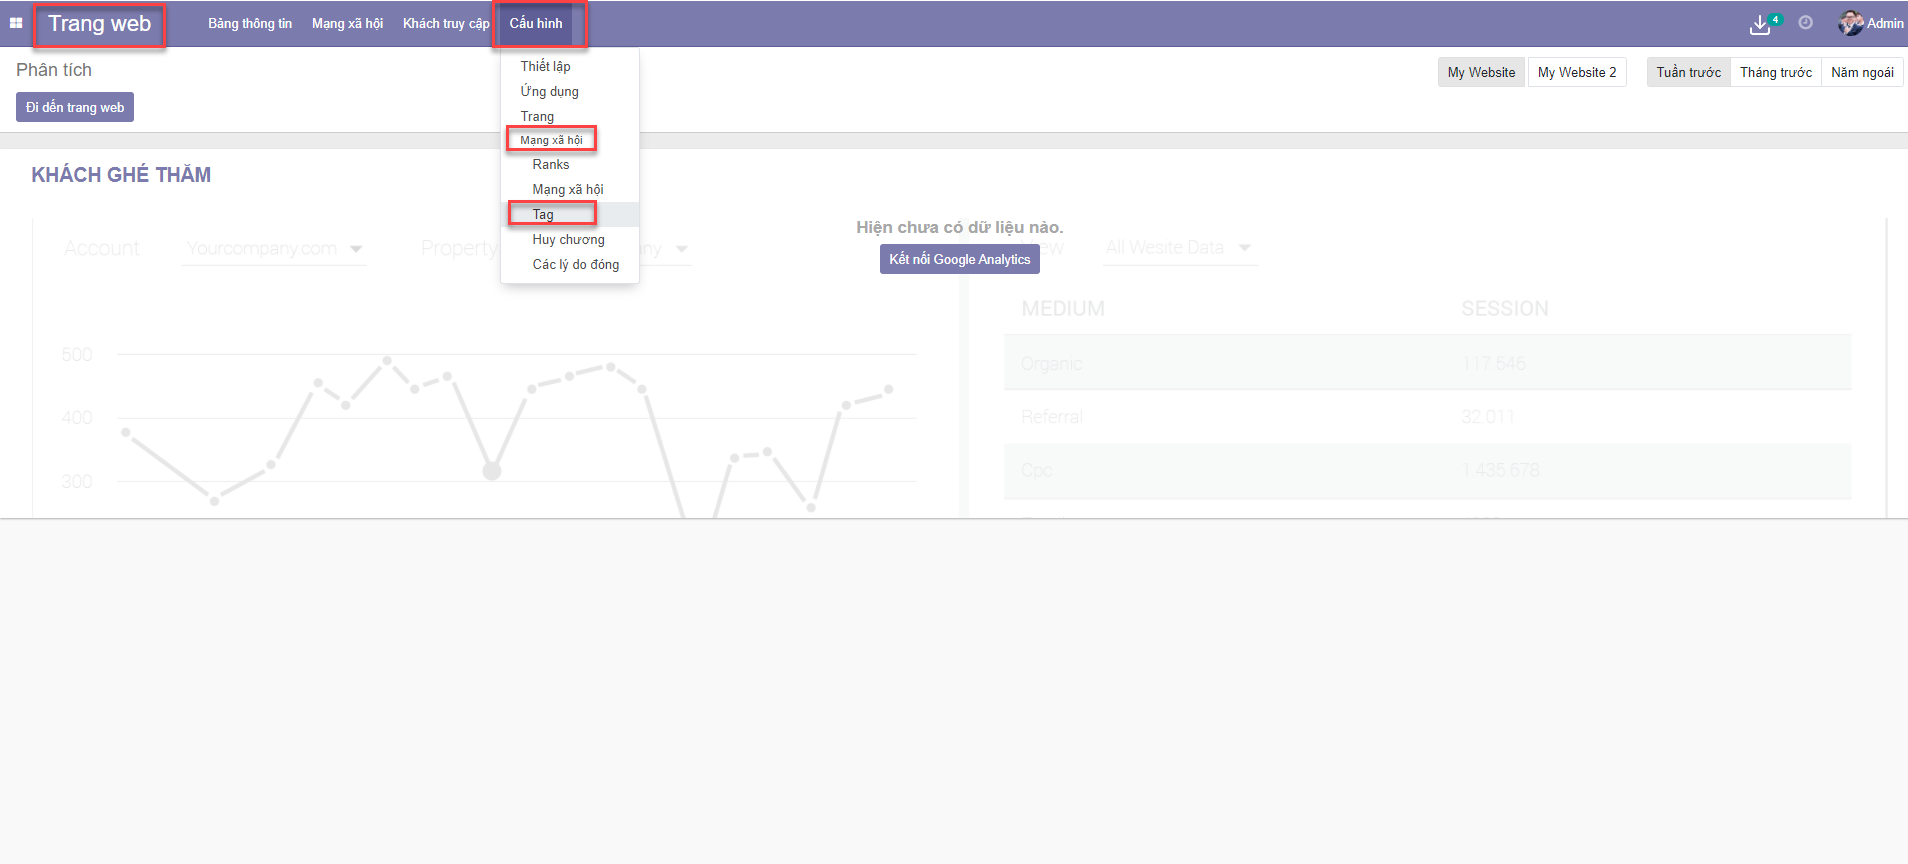 Trang web Bảng thông tin Mạng xã hội Khách truy cập Cấu hình 4 Admin
Phân tích
My Website My Website 2 Tuần trước Tháng trước Năm ngoái
Đi đến trang web
Thiết lập
Ứng dụng
Trang
Mạng xã hội
Ranks
Mạng xã hội
Tag
Huy chương
Các lý do đóng
KHÁCH GHÉ THĂM
Hiện chưa có dữ liệu nào.
Kết nối Google Analytics
Account Yourcompany.com Property
All Wesite Data
MEDIUM SESSION
500
400
300
Organic 117 546
Referral 32.011
Cpc 1 435 678